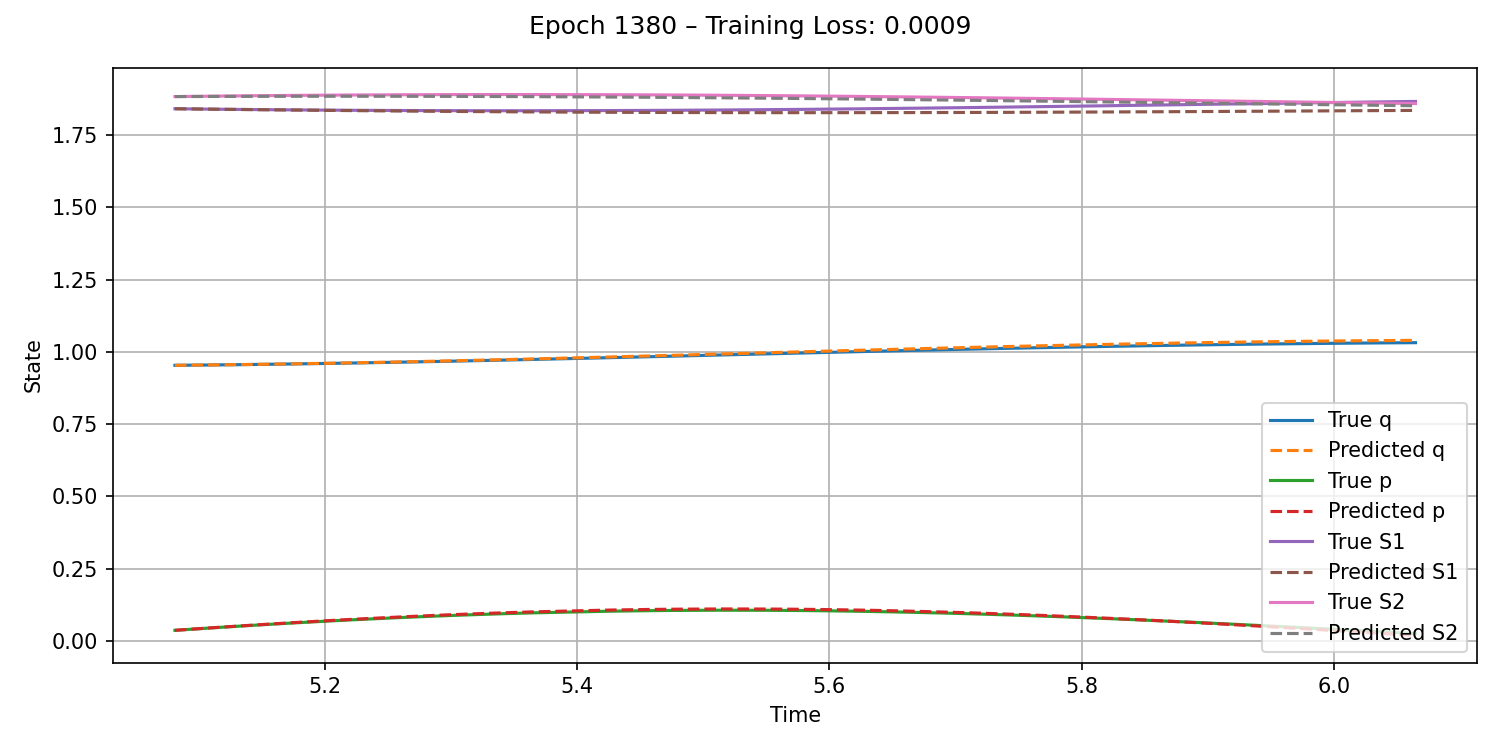 Epoch 1380 – Training Loss: 0.0009
State
1.75
1.50
1.25
1.00
0.75
0.50
0.25
0.00
True q
Predicted q
True p
Predicted p
True S1
Predicted S1
True S2
Predicted S2
5.2
5.4
5.6
5.8
6.0
Time